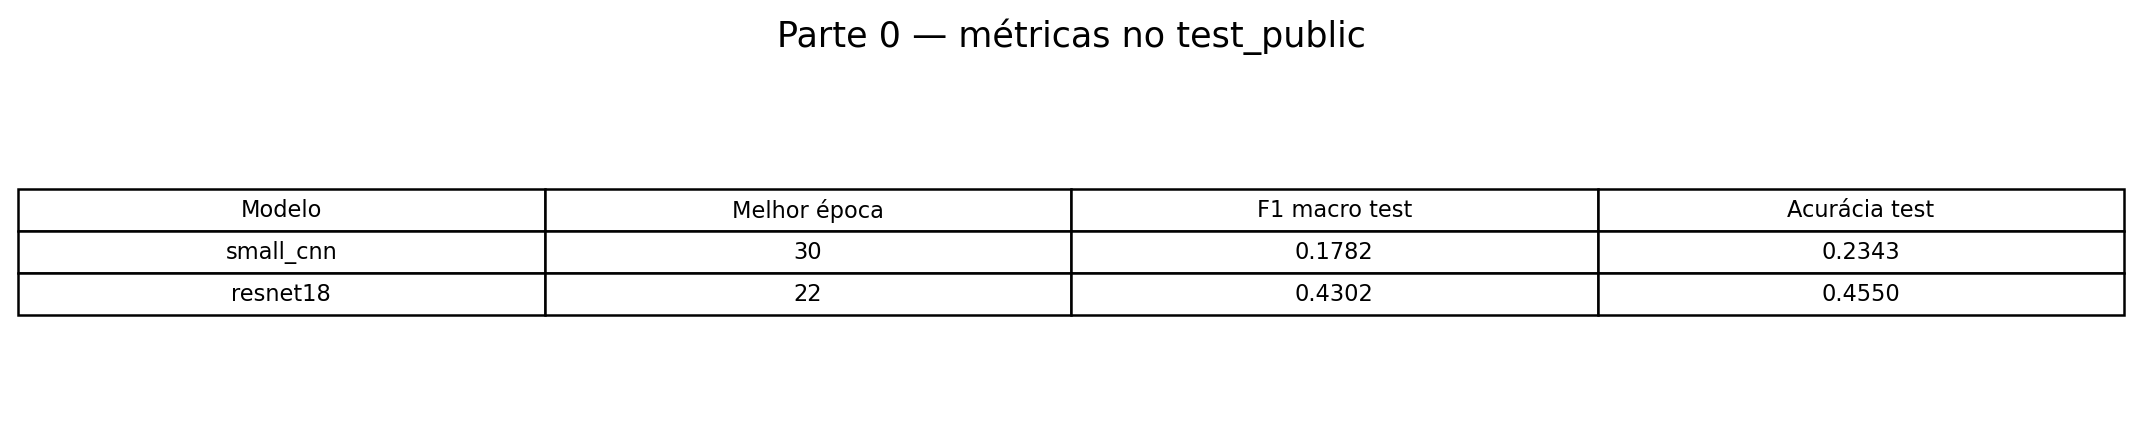 Parte 0 — métricas no test_public
Modelo Melhor época F1 macro test Acurácia test
small_cnn 30 0.1782 0.2343
resnet18 22 0.4302 0.4550